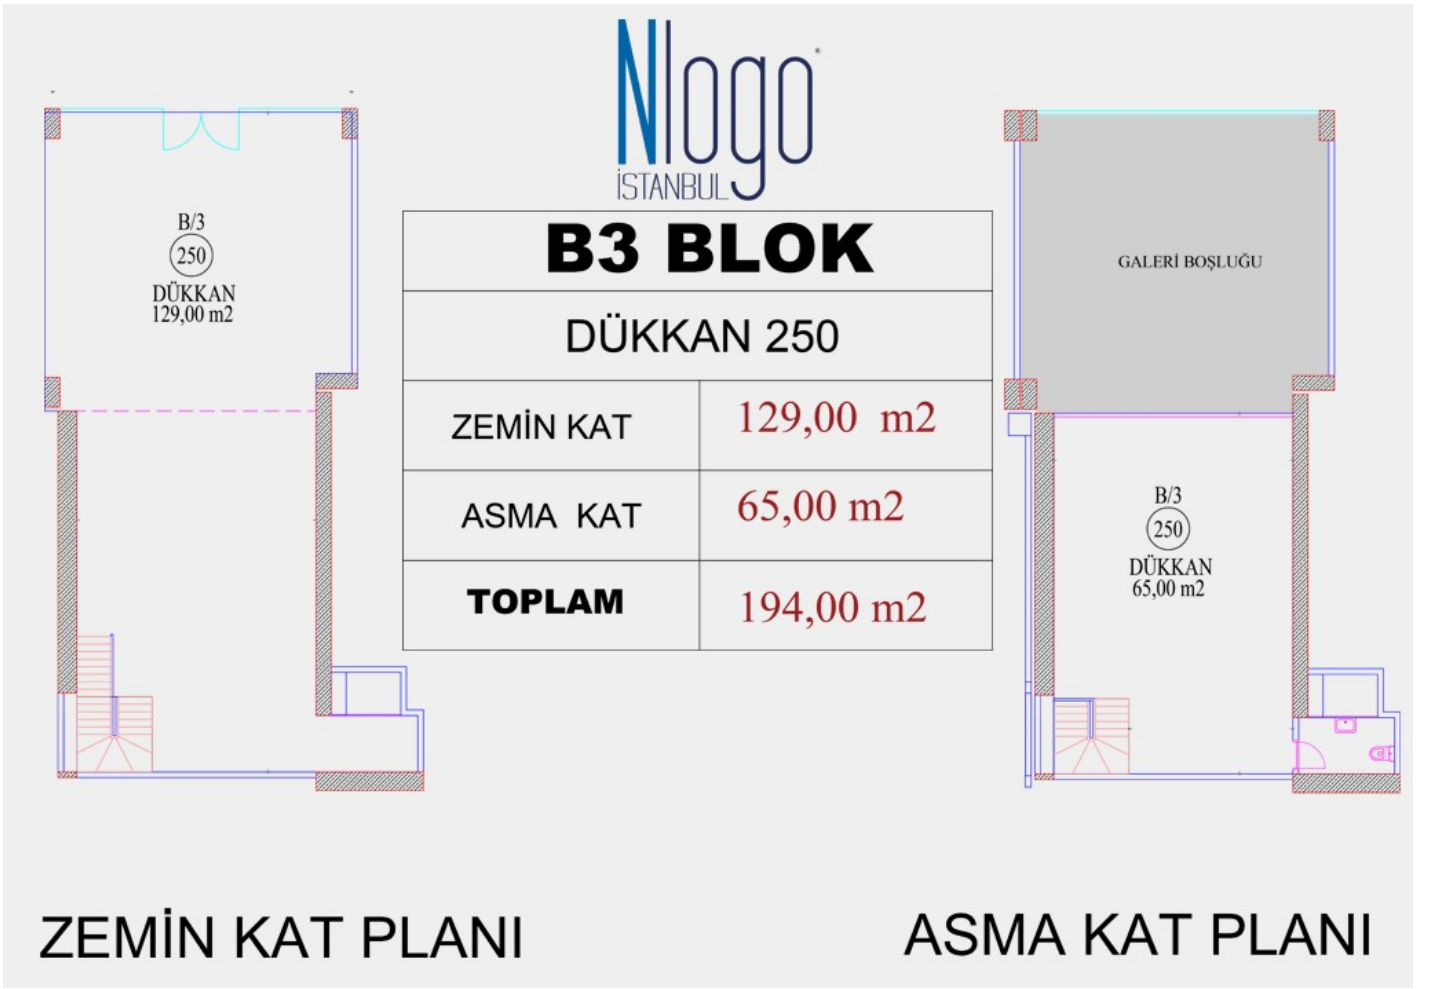 Nlogo
İSTANBUL
B/3
250
DÜKKAN
129,00 m2
B3 BLOK
DÜKKAN 250
ZEMİN KAT 129,00 m2
ASMA KAT 65,00 m2
TOPLAM 194,00 m2
GALERİ BOŞLUĞU
B/3
250
DÜKKAN
65,00 m2
ZEMİN KAT PLANI
ASMA KAT PLANI